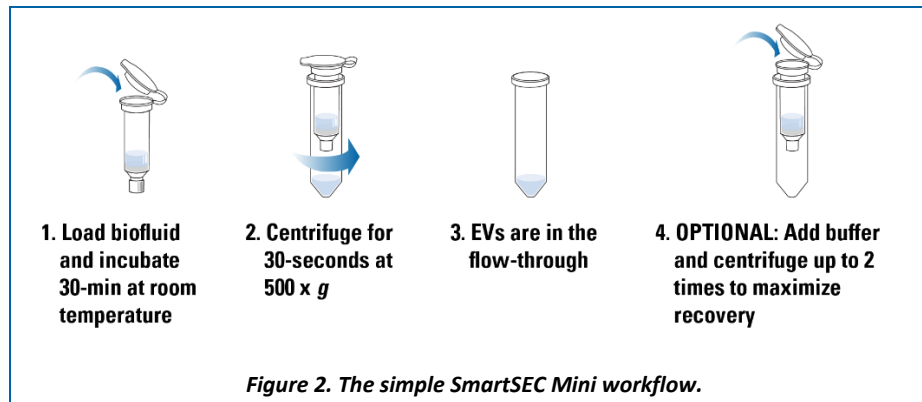 1. Load biofluid
and incubate
30-min at room
temperature
2. Centrifuge for
30-seconds at
500 x g
3. EVs are in the
flow-through
4. OPTIONAL: Add buffer
and centrifuge up to 2
times to maximize
recovery
Figure 2. The simple SmartSEC Mini workflow.